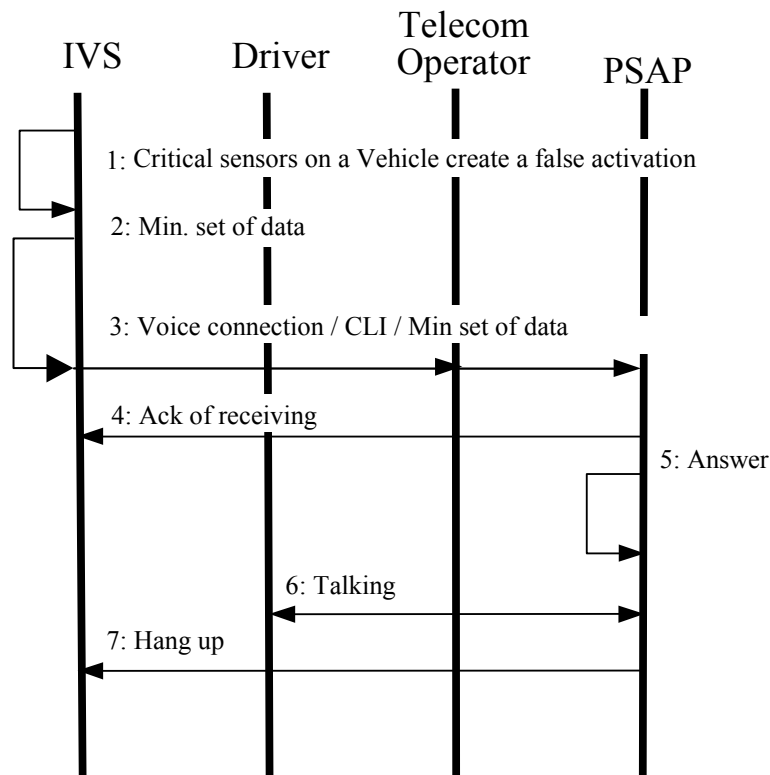 IVS
Driver
Telecom
Operator
PSAP
1: Critical sensors on a Vehicle create a false activation
2: Min. set of data
3: Voice connection / CLI / Min set of data
4: Ack of receiving
5: Answer
6: Talking
7: Hang up